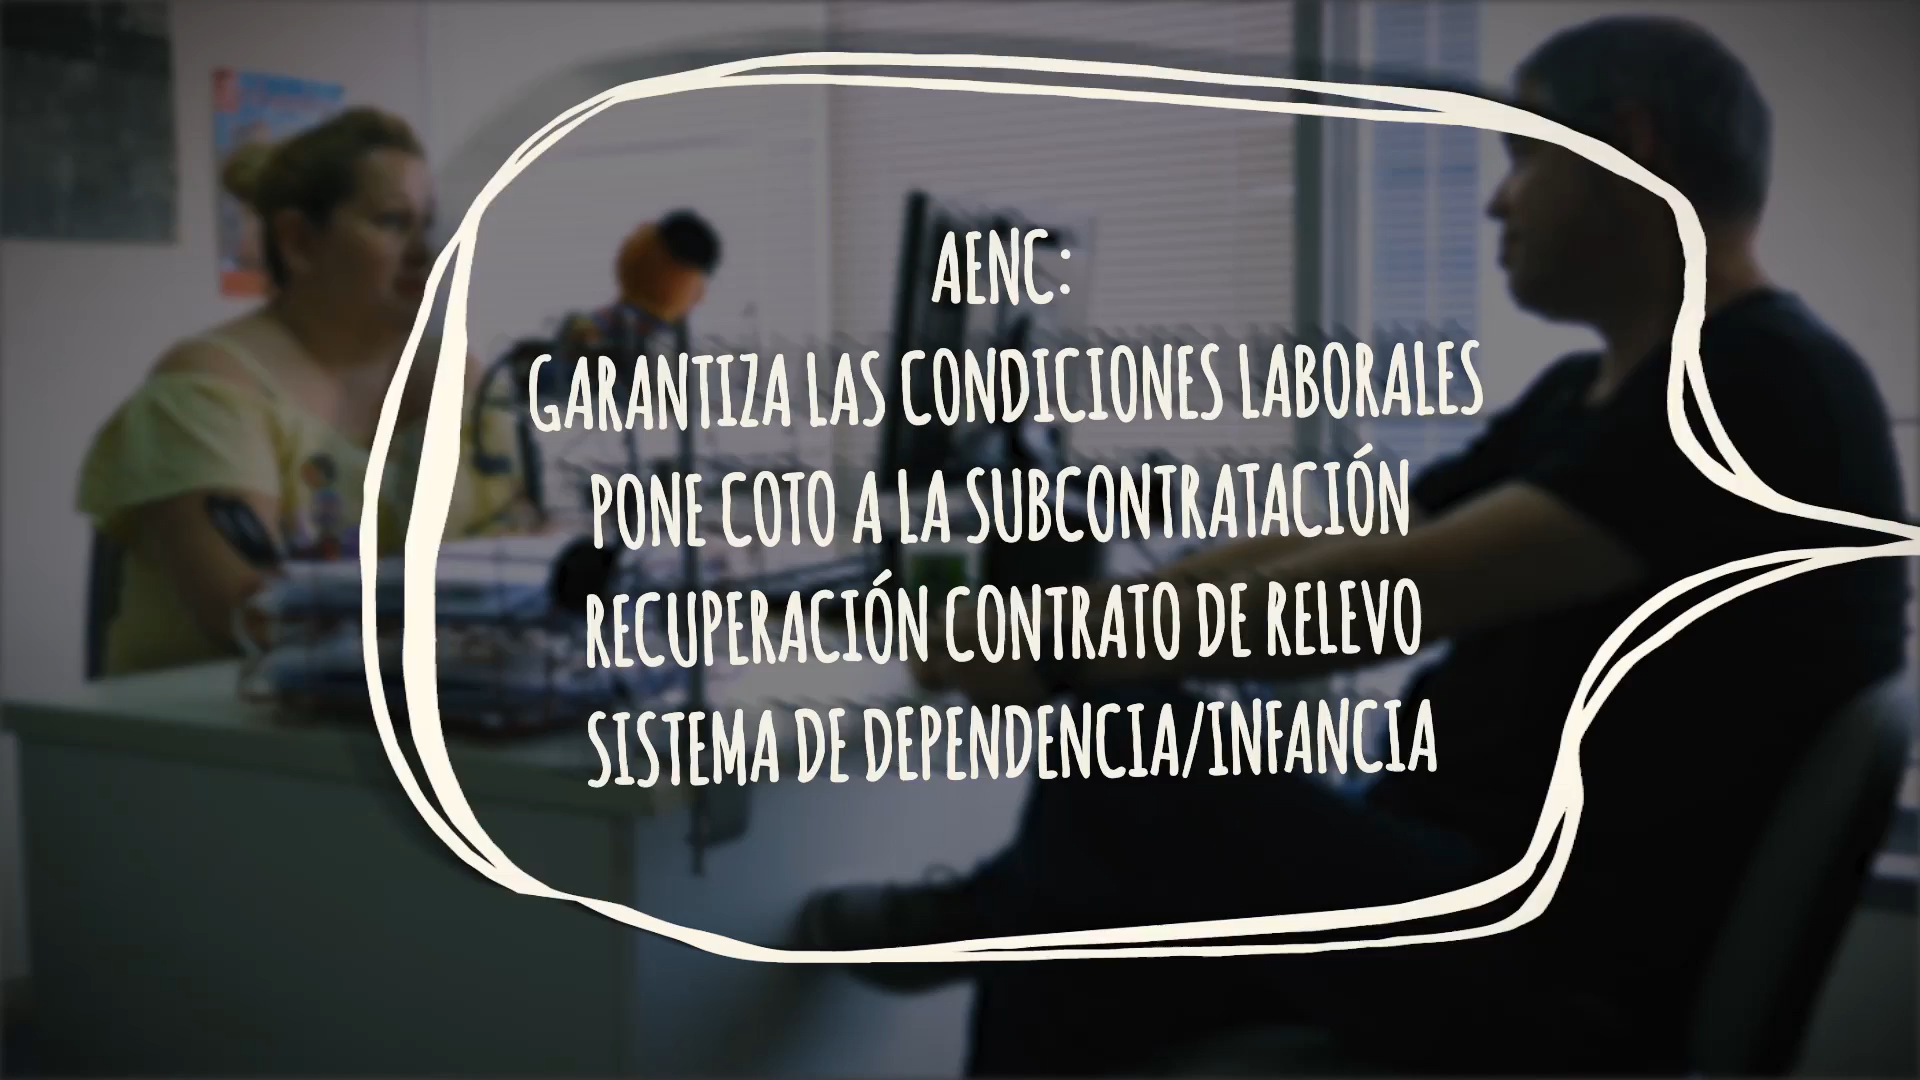 AENC:
GARANTIZA LAS CONDICIONES LABORALES
PONE COTO A LA SUBCONTRATACIÓN
RECUPERACIÓN CONTRATO DE RELEVO
SISTEMA DE DEPENDENCIA/INFANCIA